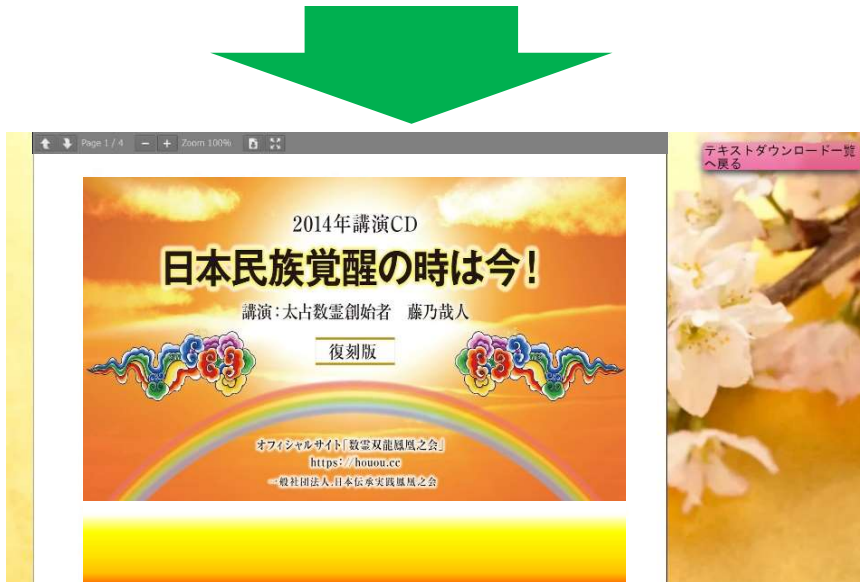 Page 1 / 4
Zoom 100%
テキストダウンロード一覧
へ戻る
2014年講演CD
日本民族覚醒の時は今!
講演:太占数霊創始者　藤乃哉人
復刻版
オフィシャルサイト「数霊双龍鳳凰之会」
https://houou.cc
一般社団法人.日本伝承実践鳳凰之会